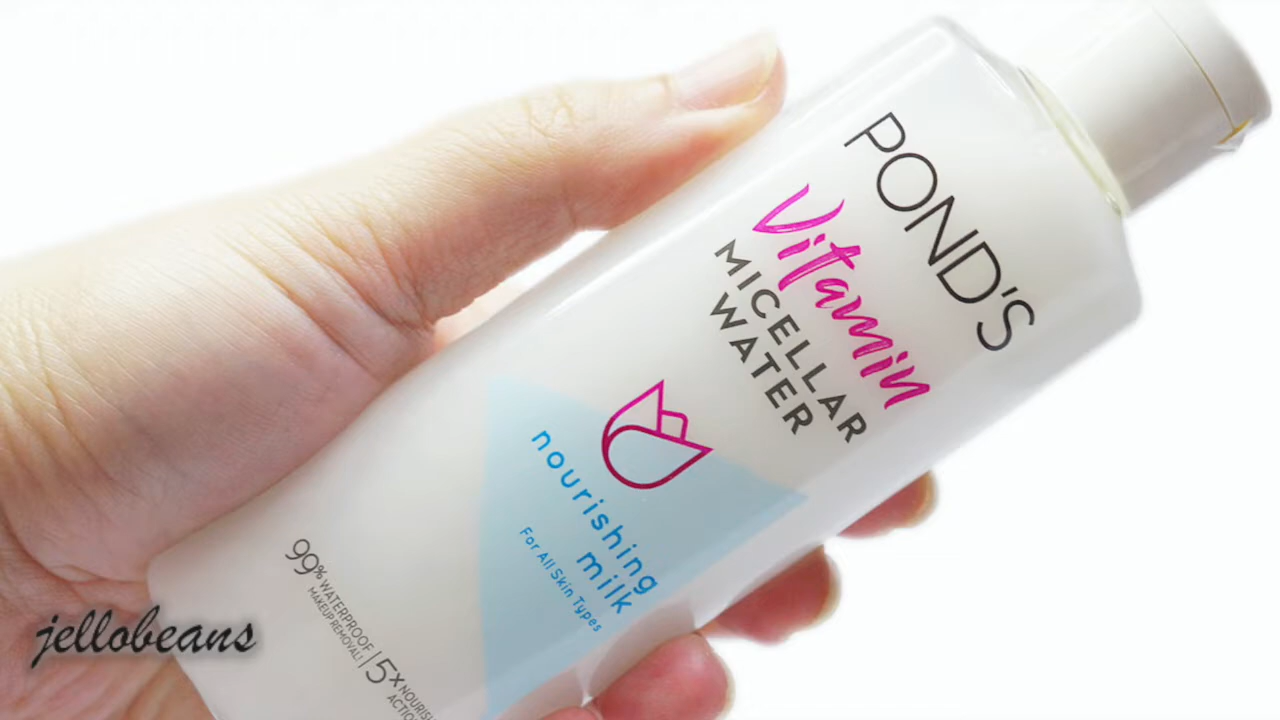 POND'S
Vitamin
MICELLAR
WATER
nourishing
milk
For All Skin Types
99% WATERPROOF
MAKEUP REMOVAL!
5x
jellobeans